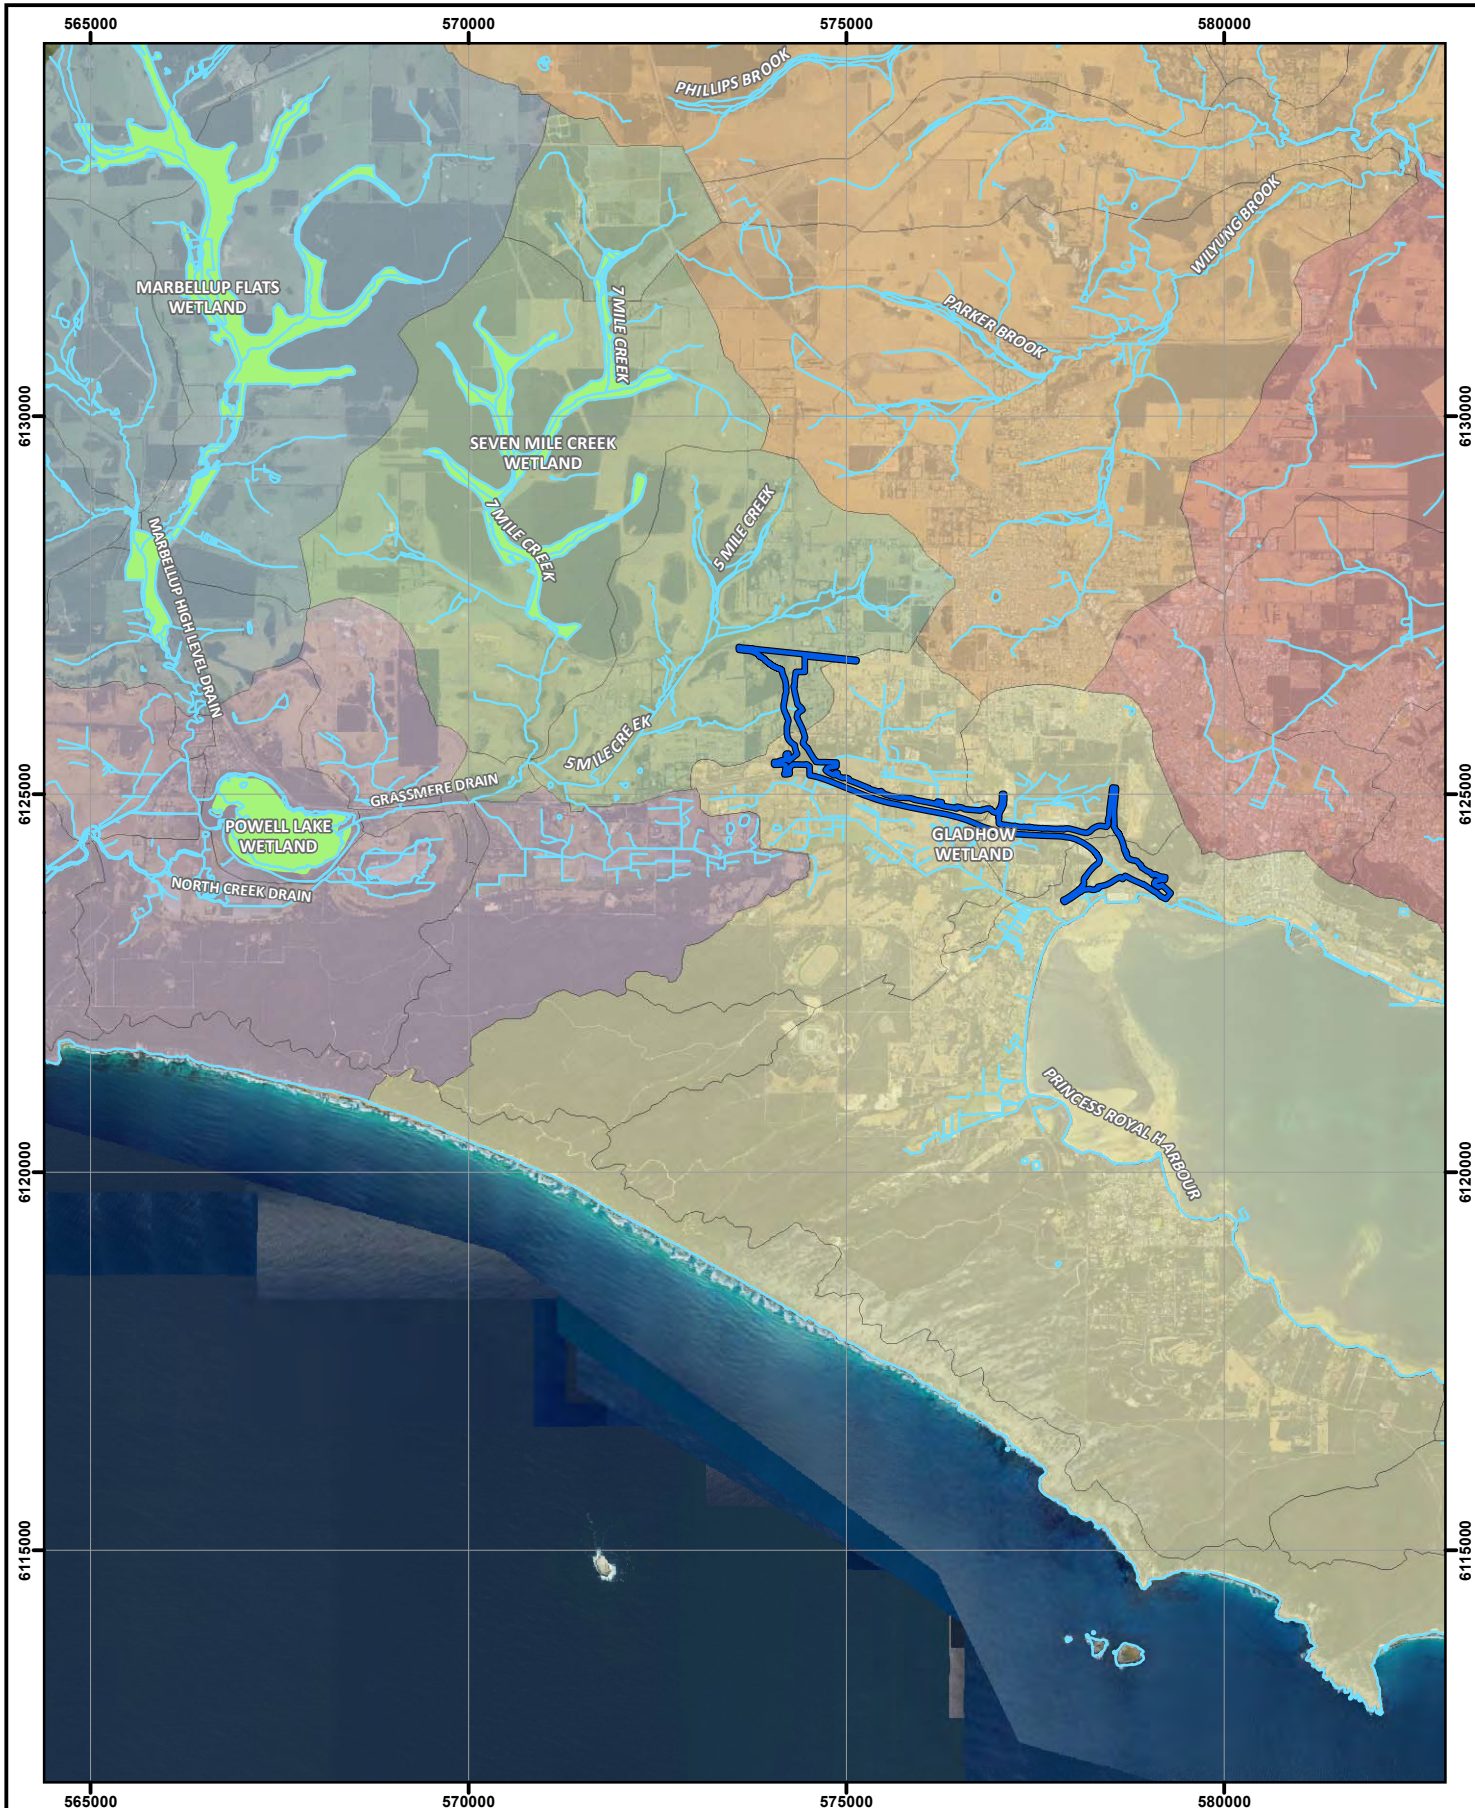 565000
570000
575000
580000
PHILLIPS BROOK
WILYUNG BROOK
MARBELLUP FLATS
WETLAND
7 MILE CREEK
PARKER BROOK
6130000
6130000
SEVEN MILE CREEK
WETLAND
7 MILE CREEK
5 MILE CREEK
MARBELLUP HIGH LEVEL DRAIN
5 MILE CREEK
GRASSMERE DRAIN
6125000
6125000
POWELL LAKE
WETLAND
GLADHOW
WETLAND
NORTH CREEK DRAIN
PRINCESS ROYAL HARBOUR
6120000
6120000
6115000
6115000
565000
570000
575000
580000